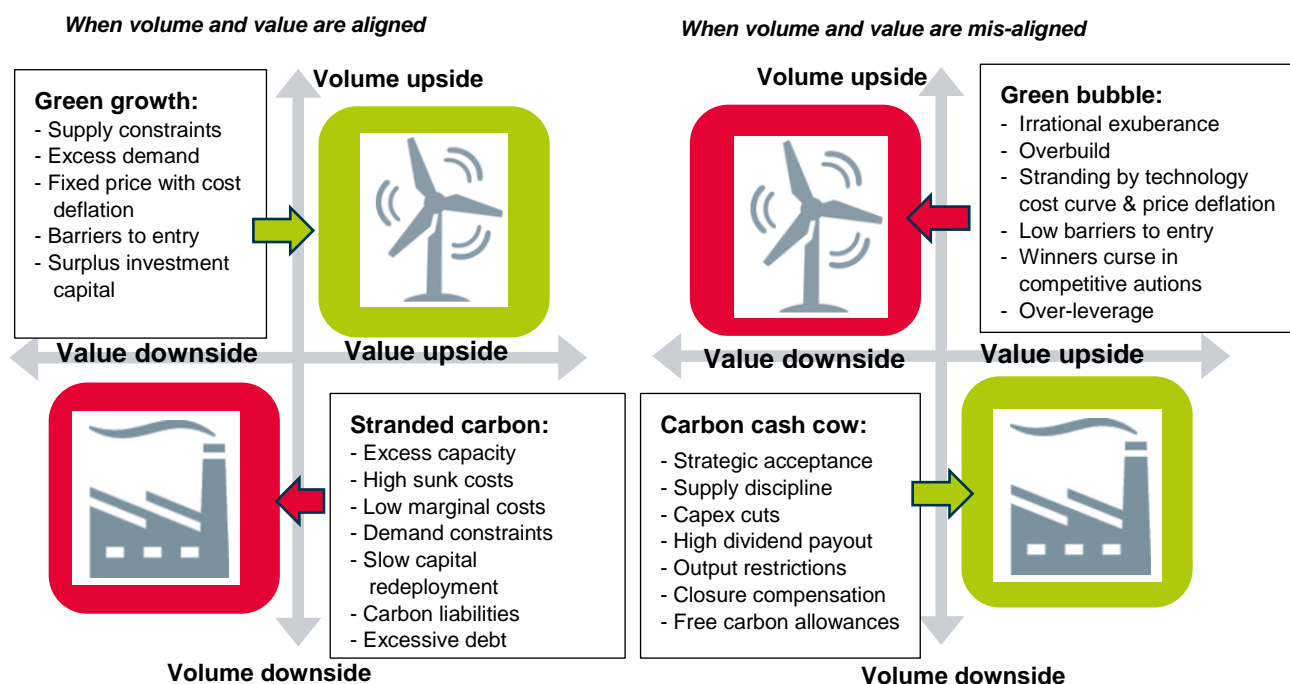 When volume and value are aligned
Volume upside
Green growth:
- Supply constraints
- Excess demand
- Fixed price with cost
deflation
- Barriers to entry
- Surplus investment
capital
Value downside
Value upside
Stranded carbon:
- Excess capacity
- High sunk costs
- Low marginal costs
- Demand constraints
- Slow capital
redeployment
- Carbon liabilities
- Excessive debt
Volume downside
When volume and value are mis-aligned
Volume upside
Green bubble:
- Irrational exuberance
- Overbuild
- Stranding by technology
cost curve & price deflation
- Low barriers to entry
- Winners curse in
competitive autions
- Over-leverage
Value downside
Value upside
Carbon cash cow:
- Strategic acceptance
- Supply discipline
- Capex cuts
- High dividend payout
- Output restrictions
- Closure compensation
- Free carbon allowances
Volume downside